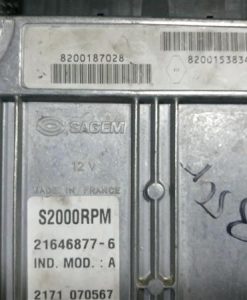 8200187028
8200153834
SAGEM
12 V
MADE IN FRANCE
S2000RPM
21646877-6
IND. MOD. : A
2171 070567